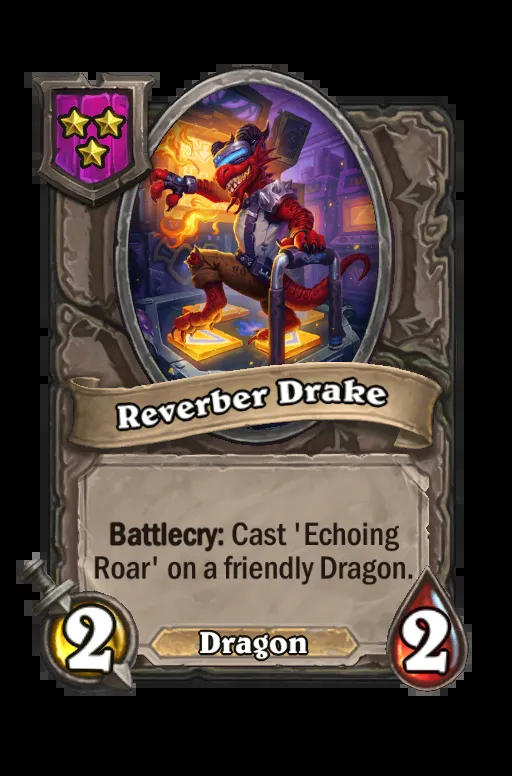 Reverber Drake
Battlecry: Cast 'Echoing
Roar' on a friendly Dragon.
2
Dragon
2